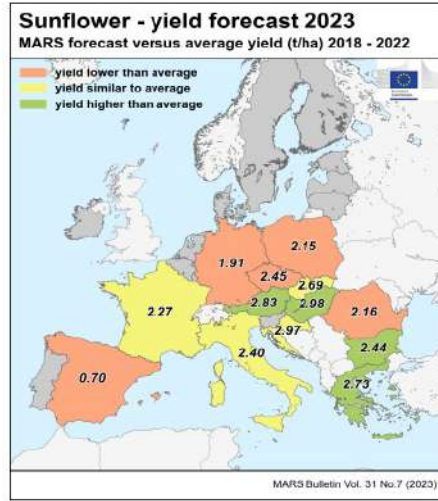 Sunflower - yield forecast 2023
MARS forecast versus average yield (t/ha) 2018 - 2022
yield lower than average
yield similar to average
yield higher than average
2.15
1.91
2.45
2.69
2.83
2.98
2.27
2.16
2.97
2.44
2.40
2.73
0.70
MARS Bulletin Vol. 31 No.7 (2023)